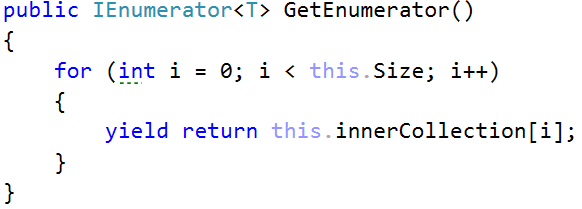 public IEnumerator<T> GetEnumerator()
{
    for (int i = 0; i < this.Size; i++)
    {
        yield return this.innerCollection[i];
    }
}